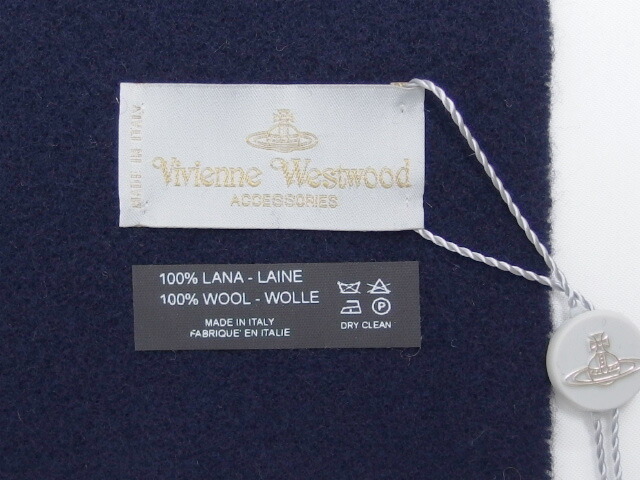 MADE IN ITALY
Vivienne Westwood
ACCESSORIES
100% LANA - LAINE
100% WOOL - WOLLE
MADE IN ITALY
FABRIQUE' EN ITALIE
P
DRY CLEAN